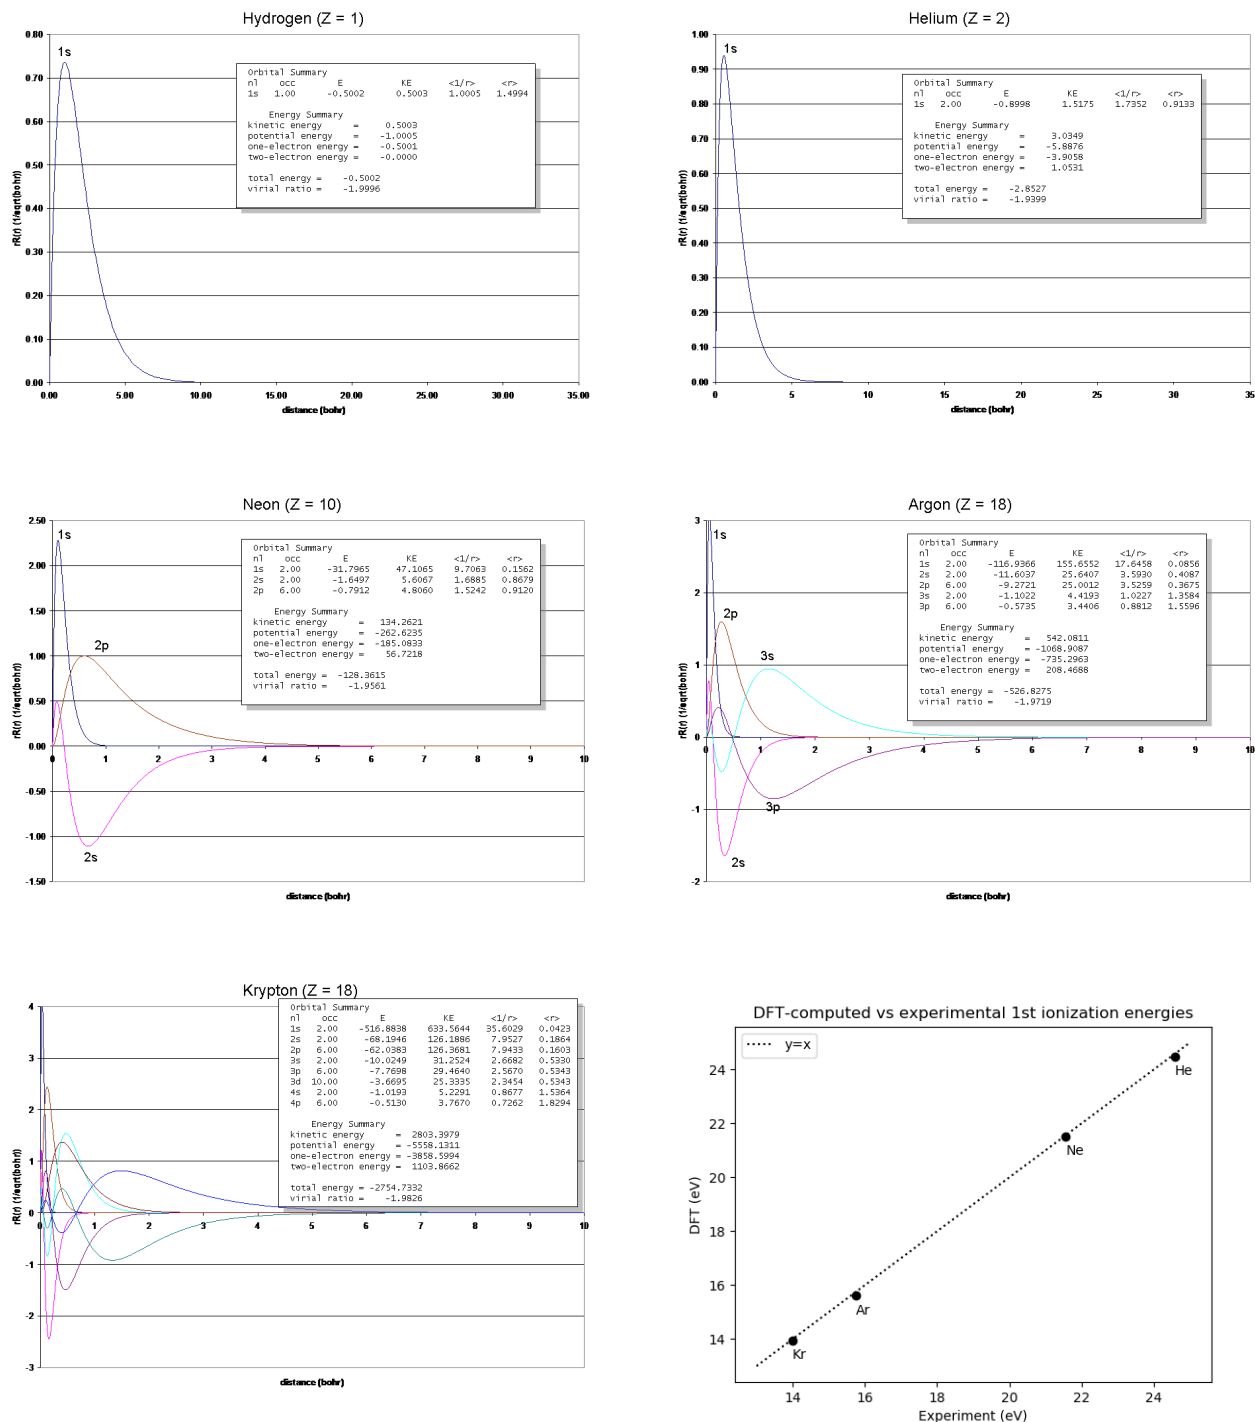 Hydrogen (Z = 1)
0.80
0.70
0.60
0.50
0.40
0.30
0.20
0.10
0.00
rR(r) (1/sqrt(bohr))
1s
Orbital Summary
nl occ E KE <1/r> <r>
1s 1.00 -0.5002 0.5003 1.0005 1.4994
Energy Summary
kinetic energy = 0.5003
potential energy = -1.0005
one-electron energy = -0.5001
two-electron energy = -0.0000
total energy = -0.5002
virial ratio = -1.9996
0.00 5.00 10.00 15.00 20.00 25.00 30.00 35.00
distance (bohr)
Helium (Z = 2)
1.00
0.90
0.80
0.70
0.60
0.50
0.40
0.30
0.20
0.10
0.00
rR(r) (1/sqrt(bohr))
1s
Orbital Summary
nl occ E KE <1/r> <r>
1s 2.00 -0.8998 1.5175 1.7352 0.9133
Energy Summary
kinetic energy = 3.0349
potential energy = -5.8876
one-electron energy = -3.9058
two-electron energy = 1.0531
total energy = -2.8527
virial ratio = -1.9399
0 5 10 15 20 25 30 35
distance (bohr)
Neon (Z = 10)
2.50
2.00
1.50
1.00
0.50
0.00
-0.50
-1.00
-1.50
rR(r) (1/sqrt(bohr))
1s
2p
2s
Orbital Summary
nl occ E KE <1/r> <r>
1s 2.00 -31.7965 47.1065 9.7063 0.1562
2s 2.00 -1.6497 5.6067 1.6885 0.8679
2p 6.00 -0.7912 4.8060 1.5242 0.9120
Energy Summary
kinetic energy = 134.2621
potential energy = -262.6235
one-electron energy = -185.0833
two-electron energy = 56.7218
total energy = -128.3615
virial ratio = -1.9561
0 1 2 3 4 5 6 7 8 9 10
distance (bohr)
Argon (Z = 18)
3
2
1
0
-1
-2
rR(r) (1/sqrt(bohr))
1s
2p
3s
3p
2s
Orbital Summary
nl occ E KE <1/r> <r>
1s 2.00 -116.9366 155.6552 17.6458 0.0856
2s 2.00 -11.6037 25.6407 3.5930 0.4087
2p 6.00 -9.2721 25.0012 3.5259 0.3675
3s 2.00 -1.1022 4.4193 1.0227 1.3584
3p 6.00 -0.5735 3.4406 0.8812 1.5596
Energy Summary
kinetic energy = 542.0811
potential energy = -1068.9087
one-electron energy = -735.2963
two-electron energy = 208.4688
total energy = -526.8275
virial ratio = -1.9719
0 1 2 3 4 5 6 7 8 9 10
distance (bohr)
Krypton (Z = 18)
4
3
2
1
0
-1
-2
-3
rR(r) (1/sqrt(bohr))
Orbital Summary
nl occ E KE <1/r> <r>
1s 2.00 -516.8838 633.5644 35.6029 0.0423
2s 2.00 -68.1946 126.1886 7.9527 0.1864
2p 6.00 -62.0383 126.3681 7.9433 0.1603
3s 2.00 -10.0249 31.2524 2.6682 0.5330
3p 6.00 -7.7698 29.4640 2.5670 0.5343
3d 10.00 -3.6695 25.3335 2.3454 0.5343
4s 2.00 -1.0193 5.2291 0.8677 1.5364
4p 6.00 -0.5130 3.7670 0.7262 1.8294
Energy Summary
kinetic energy = 2803.3979
potential energy = -5558.1311
one-electron energy = -3858.5994
two-electron energy = 1103.8662
total energy = -2754.7332
virial ratio = -1.9826
0 1 2 3 4 5 6 7 8 9 10
distance (bohr)
DFT-computed vs experimental 1st ionization energies
y=x
24
22
20
18
16
14
DFT (eV)
He
Ne
Ar
Kr
14 16 18 20 22 24
Experiment (eV)